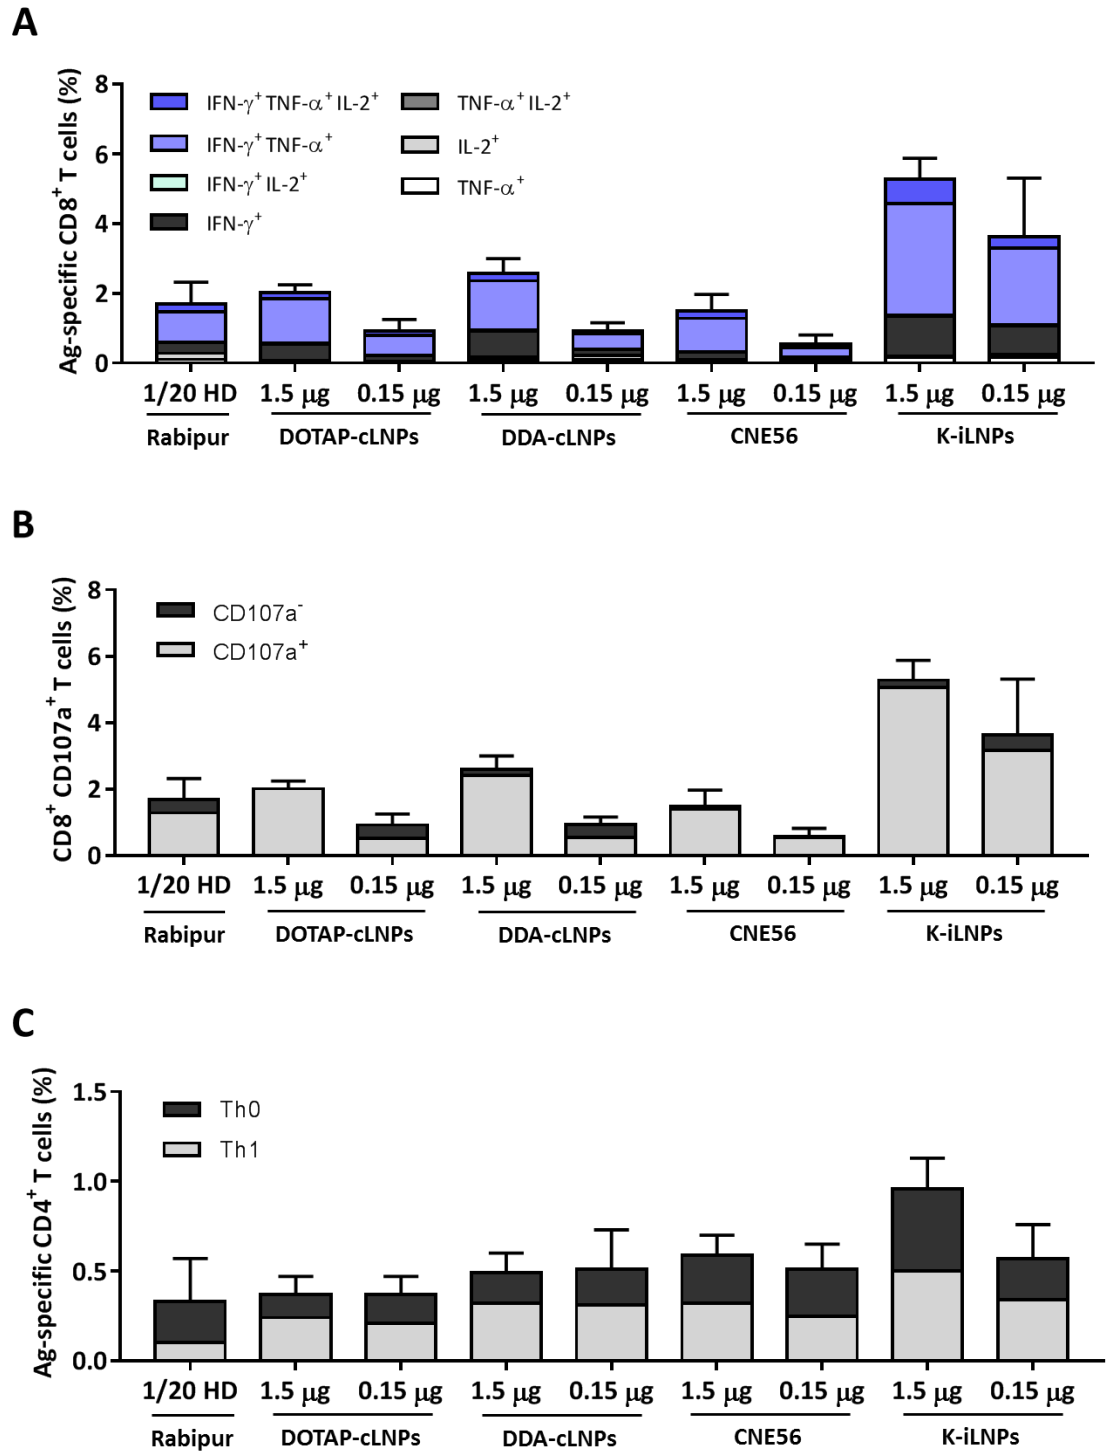 A
Ag-specific CD8⁺ T cells (%)
8
6
4
2
0
IFN-γ⁺ TNF-α⁺ IL-2⁺
IFN-γ⁺ TNF-α⁺
IFN-γ⁺ IL-2⁺
IFN-γ⁺
TNF-α⁺ IL-2⁺
IL-2⁺
TNF-α⁺
1/20 HD 1.5 μg 0.15 μg 1.5 μg 0.15 μg 1.5 μg 0.15 μg 1.5 μg 0.15 μg
Rabipur DOTAP-cLNPs DDA-cLNPs CNE56 K-iLNPs
B
CD8⁺ CD107a⁺ T cells (%)
8
6
4
2
0
CD107a⁻
CD107a⁺
1/20 HD 1.5 μg 0.15 μg 1.5 μg 0.15 μg 1.5 μg 0.15 μg 1.5 μg 0.15 μg
Rabipur DOTAP-cLNPs DDA-cLNPs CNE56 K-iLNPs
C
Ag-specific CD4⁺ T cells (%)
1.5
1.0
0.5
0.0
Th0
Th1
1/20 HD 1.5 μg 0.15 μg 1.5 μg 0.15 μg 1.5 μg 0.15 μg 1.5 μg 0.15 μg
Rabipur DOTAP-cLNPs DDA-cLNPs CNE56 K-iLNPs